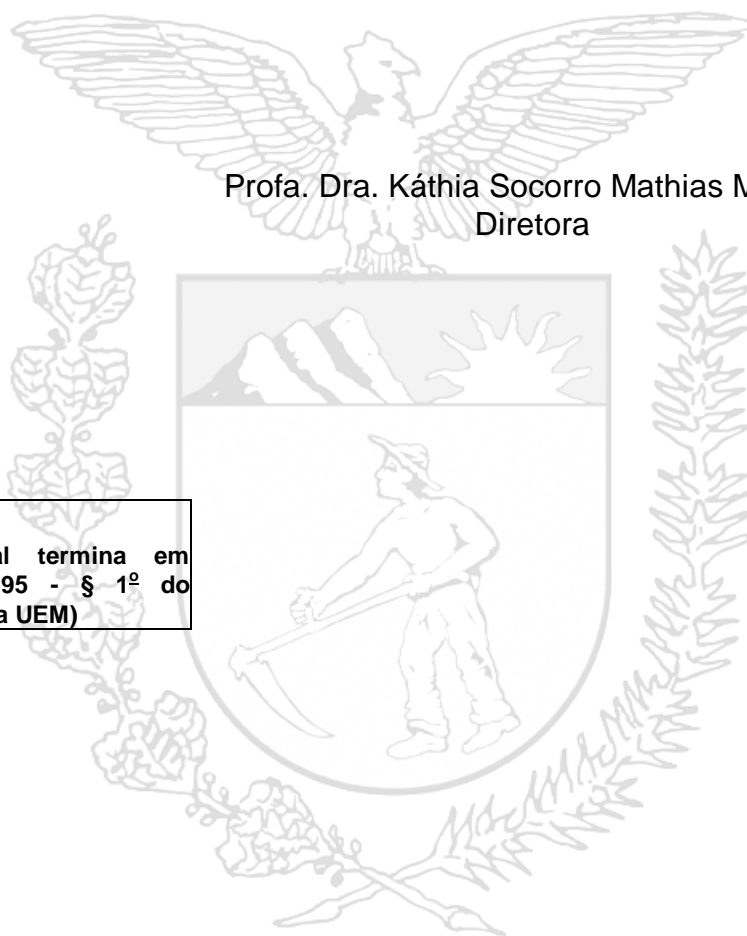 Profa. Dra. Káthia Socorro Mathias
Diretora
termina em
95 - § 1º do
UEM)